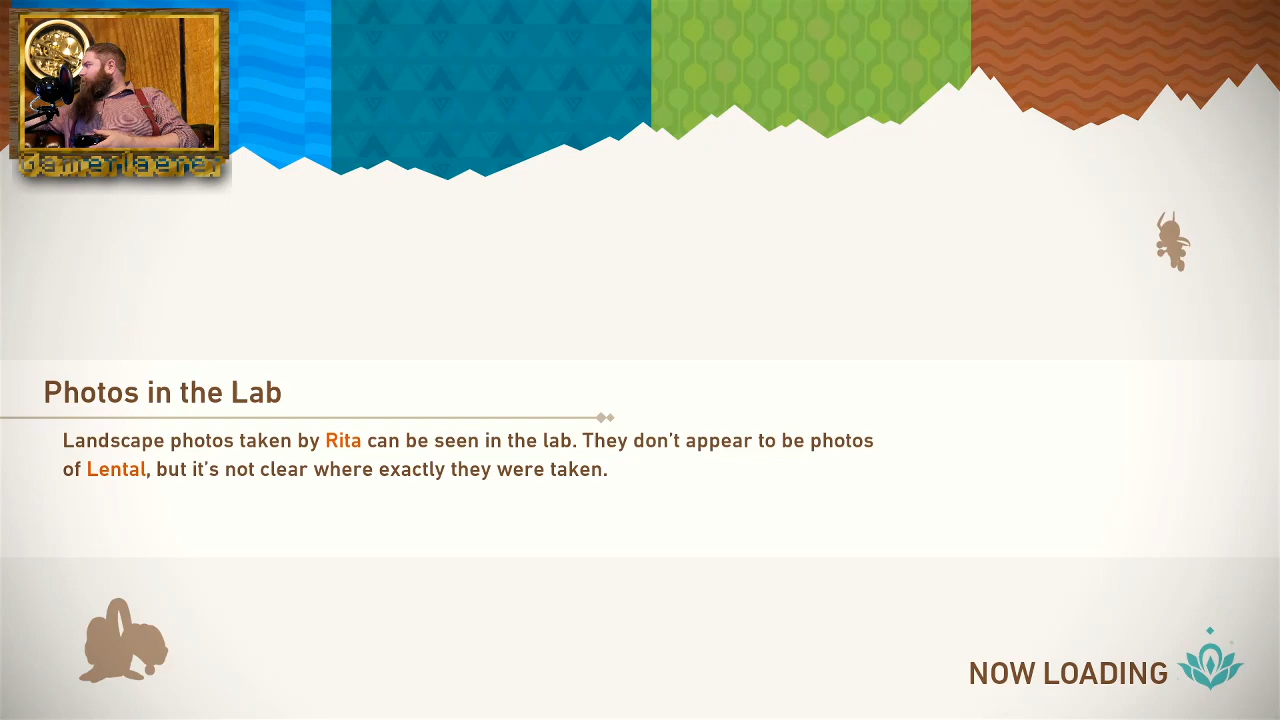 Gamerlaerer
Photos in the Lab
Landscape photos taken by Rita can be seen in the lab. They don't appear to be photos
of Lental, but it's not clear where exactly they were taken.
NOW LOADING